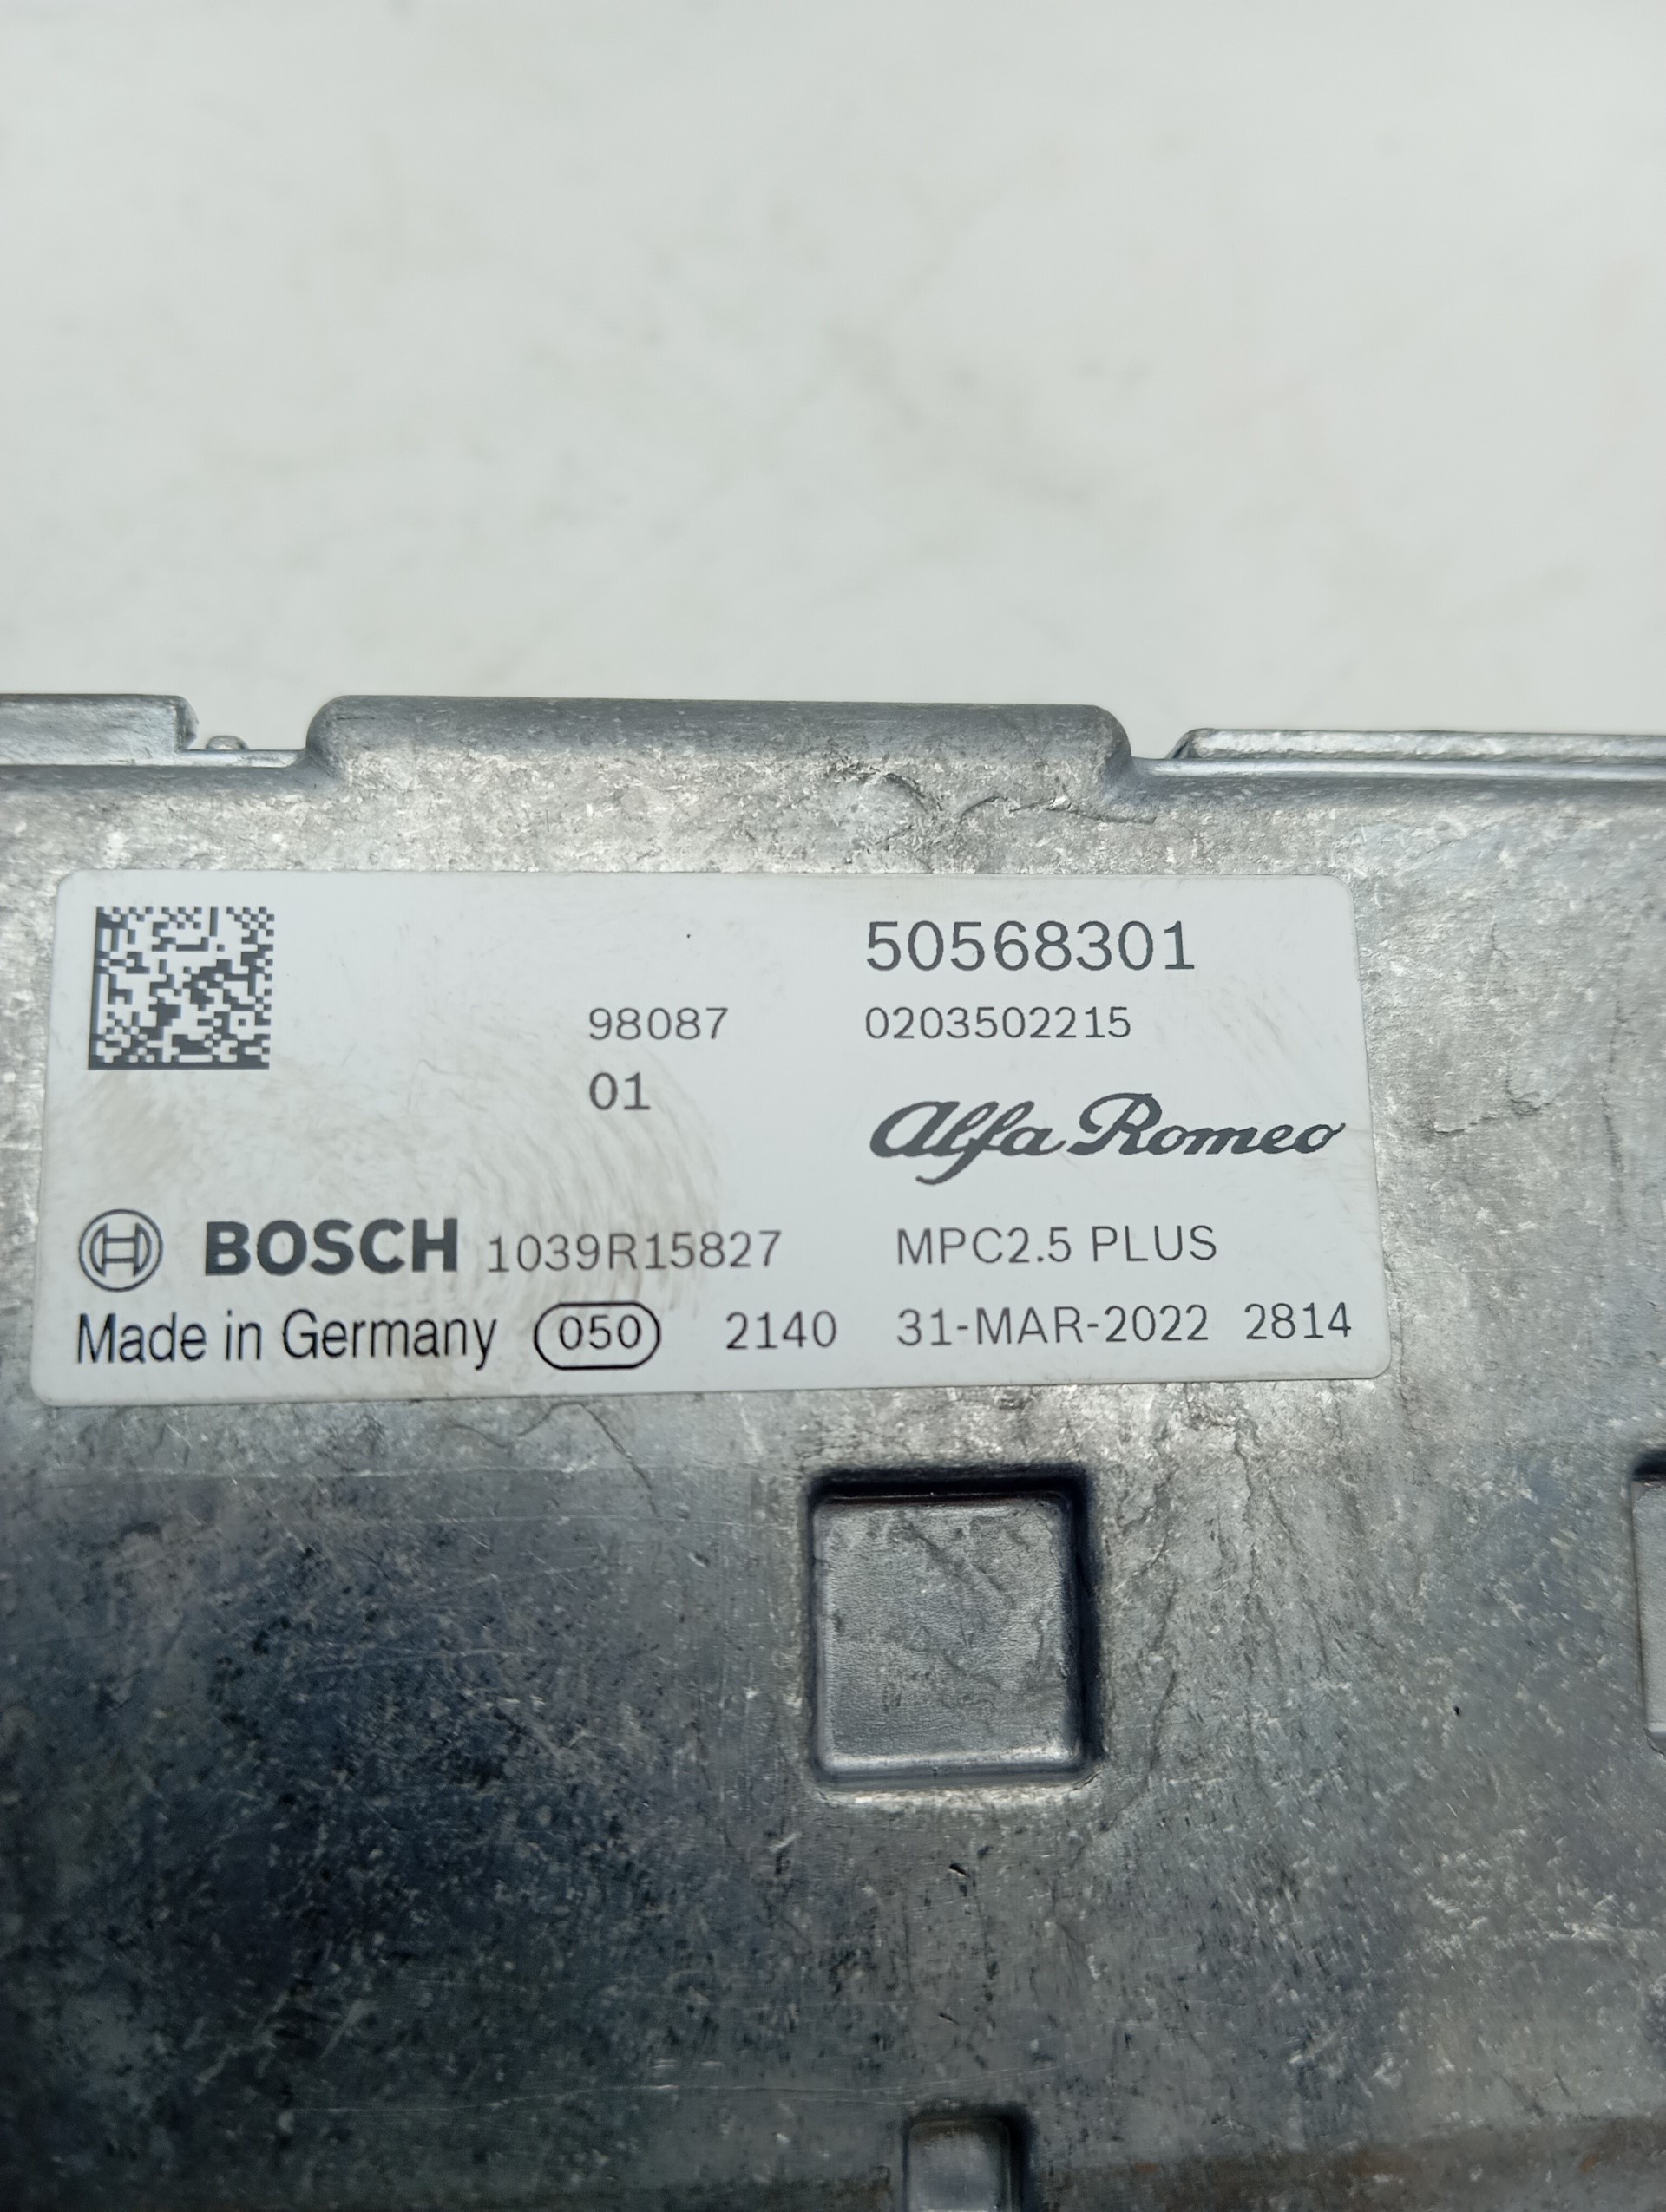 50568301
98087 0203502215
01
Alfa Romeo
BOSCH 1039R15827 MPC2.5 PLUS
Made in Germany 050 2140 31-MAR-2022 2814